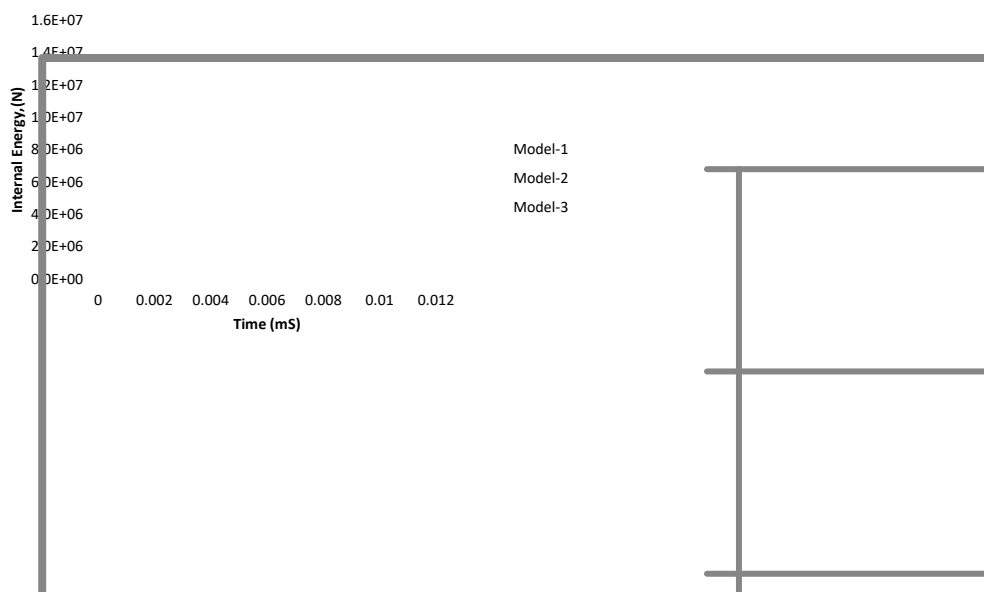 1.6E+07
1.4E+07
1.2E+07
1.0E+07
8.0E+06
6.0E+06
4.0E+06
2.0E+06
0.0E+00
Internal Energy,(N)
0 0.002 0.004 0.006 0.008 0.01 0.012
Time (mS)
Model-1
Model-2
Model-3